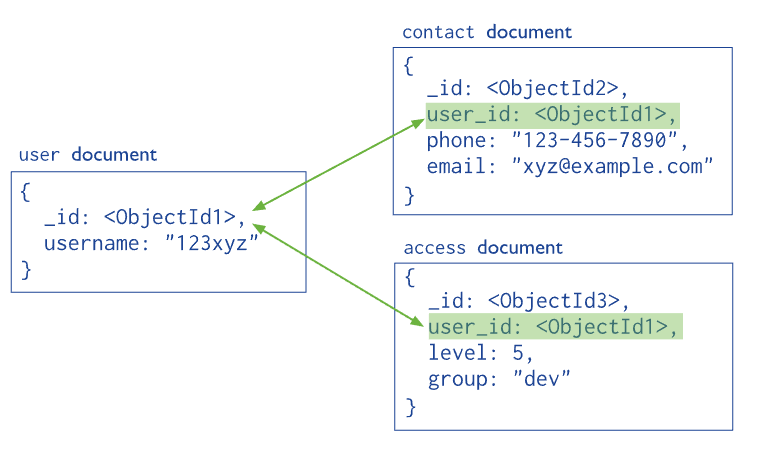 user document
{
_id: <ObjectId1>,
username: "123xyz"
}
contact document
{
_id: <ObjectId2>,
user_id: <ObjectId1>,
phone: "123-456-7890",
email: "xyz@example.com"
}
access document
{
_id: <ObjectId3>,
user_id: <ObjectId1>,
level: 5,
group: "dev"
}